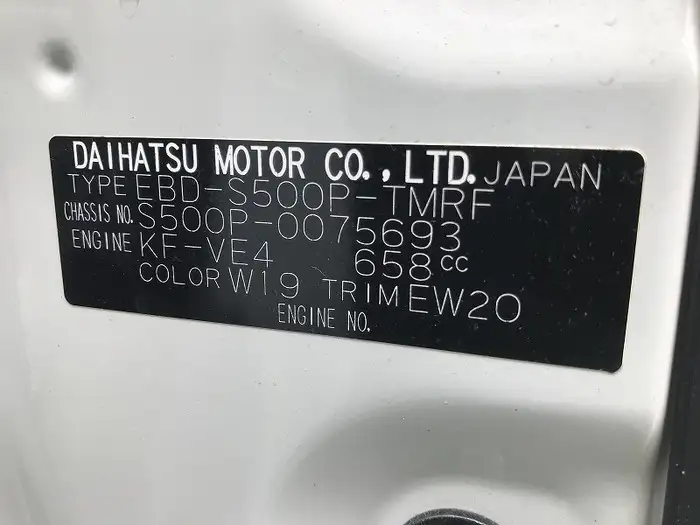 DAIHATSU MOTOR CO., LTD. JAPAN
TYPE EBD-S500P-TMRF
CHASSIS NO. S500P-0075693
ENGINE KF-VE4 658cc
COLOR W19 TRIM EW20
ENGINE NO.